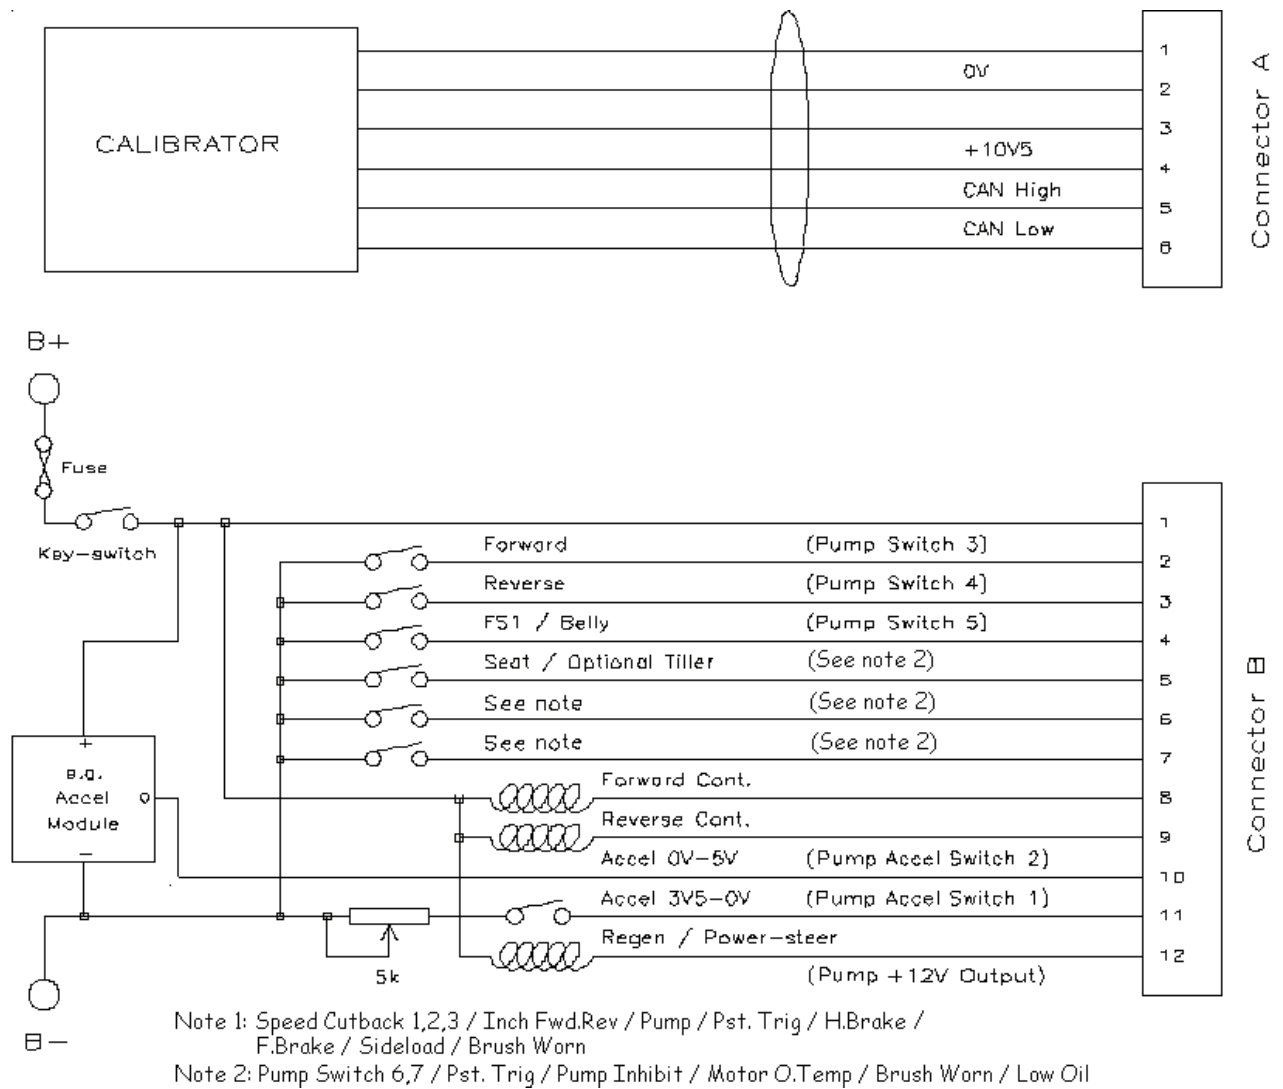 1
0V
2
CALIBRATOR
3
+10V5
4
CAN High
5
CAN Low
6
Connector A
B+
Fuse
Key-switch
1
Forward (Pump Switch 3)
2
Reverse (Pump Switch 4)
3
FS1 / Belly (Pump Switch 5)
4
Seat / Optional Tiller (See note 2)
5
See note (See note 2)
6
See note (See note 2)
7
Forward Cont.
8
Reverse Cont.
9
Accel 0V-5V (Pump Accel Switch 2)
10
Accel 3V5-0V (Pump Accel Switch 1)
11
Regen / Power-steer
12
(Pump +12V Output)
Connector B
+
e.g.
Accel 0
Module
-
5k
B-
Note 1: Speed Cutback 1,2,3 / Inch Fwd.Rev / Pump / Pst. Trig / H.Brake /
F.Brake / Sideload / Brush Worn
Note 2: Pump Switch 6,7 / Pst. Trig / Pump Inhibit / Motor O.Temp / Brush Worn / Low Oil